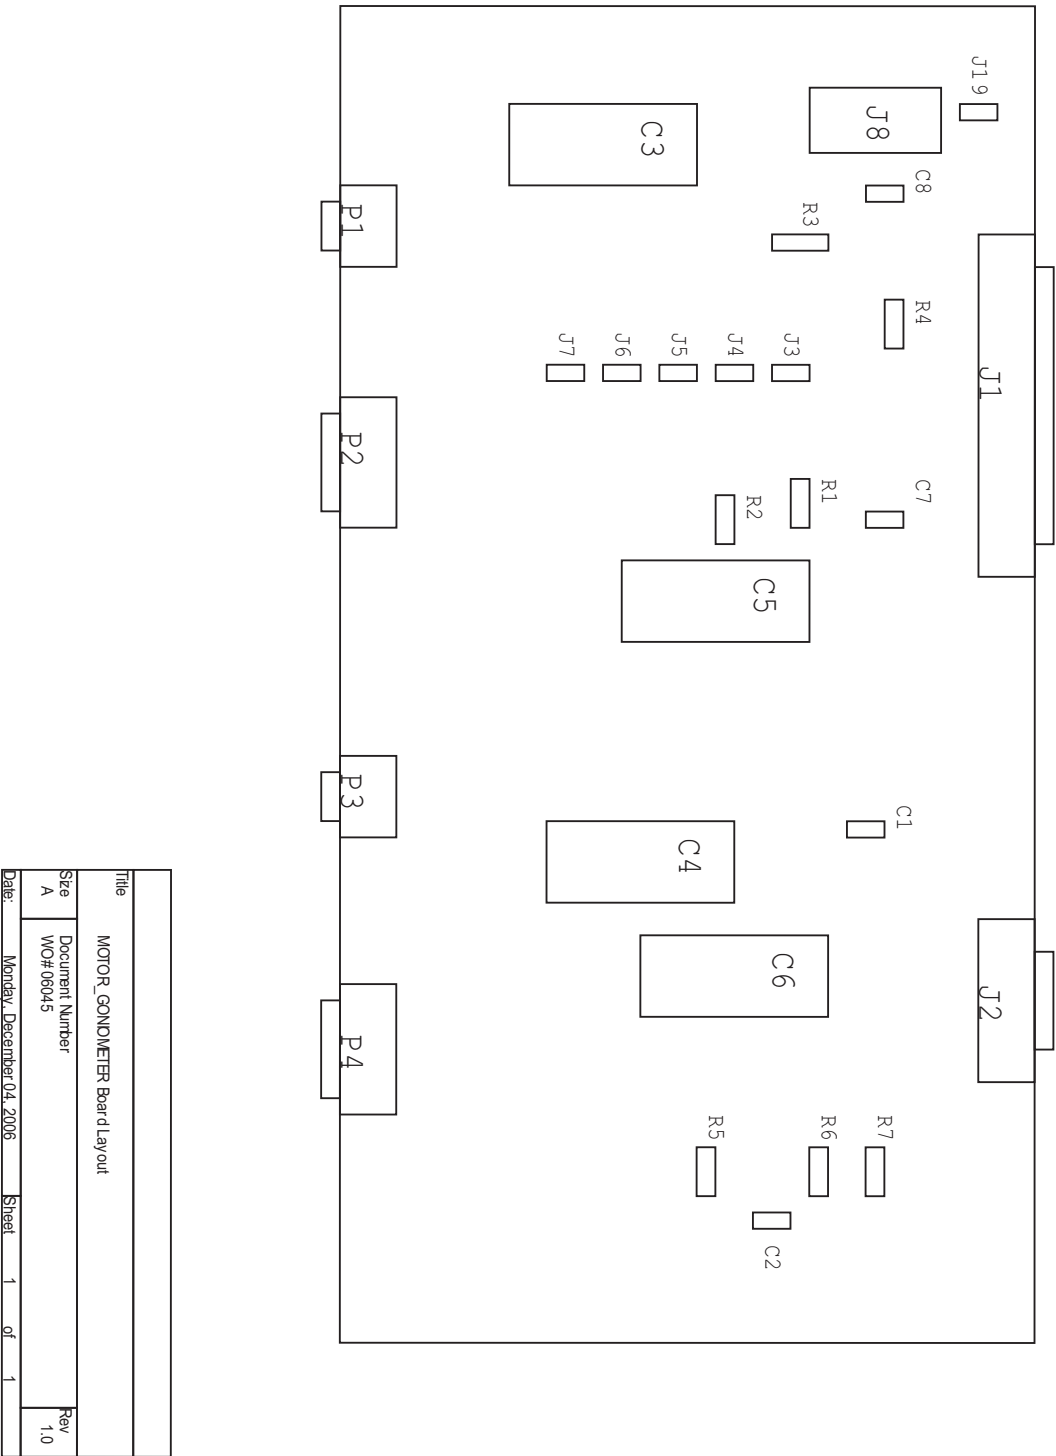 J1
J2
J19
C8
R4
C7
C1
R7
J8
R1
R6
R3
J3
C6
C2
C5
R2
J4
R5
C4
J5
C3
J6
J7
P1
P2
P3
P4
Title
MOTOR_GONIOMETER Board Layout
Size
A
Document Number
WO# 06045
Rev
1.0
Date: Monday, December 04, 2006
Sheet 1 of 1